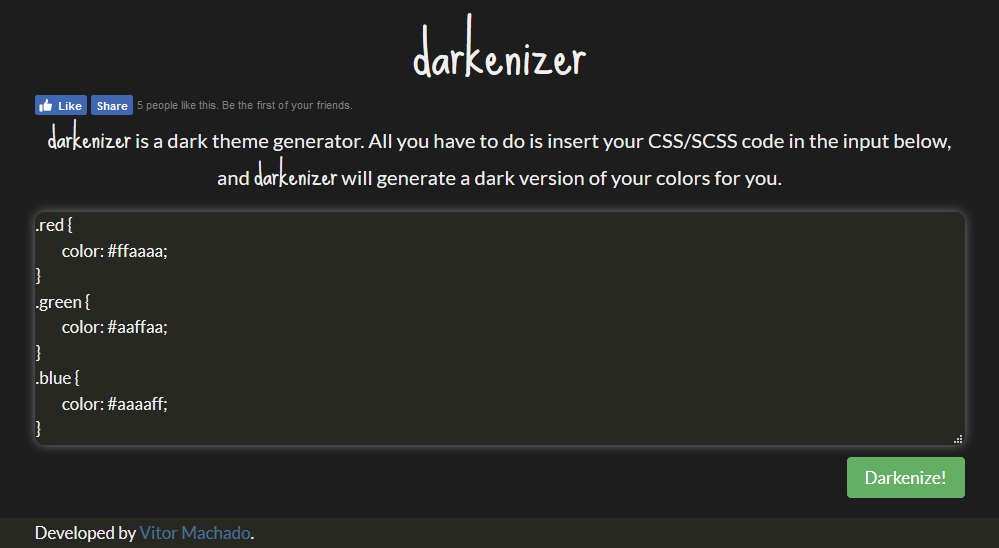 darkenizer
Like Share 5 people like this. Be the first of your friends.
darkenizer is a dark theme generator. All you have to do is insert your CSS/SCSS code in the input below,
and darkenizer will generate a dark version of your colors for you.
.red {
color: #ffaaaa;
}
.green {
color: #aaffaa;
}
.blue {
color: #aaaaff;
}
Darkenize!
Developed by Vitor Machado.